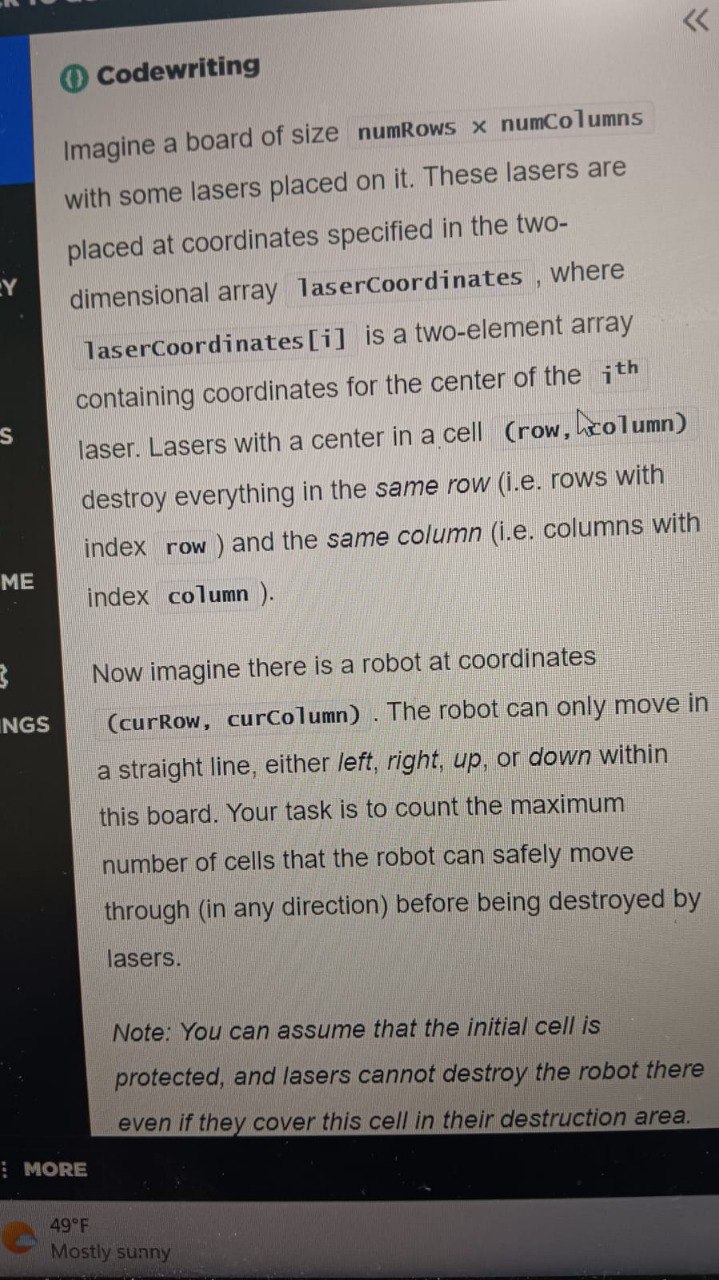 Codewriting
Imagine a board of size numRows x numColumns
with some lasers placed on it. These lasers are
placed at coordinates specified in the two-
dimensional array laserCoordinates , where
laserCoordinates[i] is a two-element array
containing coordinates for the center of the ith
laser. Lasers with a center in a cell (row, column)
destroy everything in the same row (i.e. rows with
index row ) and the same column (i.e. columns with
index column ).
Now imagine there is a robot at coordinates
(curRow, curColumn) . The robot can only move in
a straight line, either left, right, up, or down within
this board. Your task is to count the maximum
number of cells that the robot can safely move
through (in any direction) before being destroyed by
lasers.
Note: You can assume that the initial cell is
protected, and lasers cannot destroy the robot there
even if they cover this cell in their destruction area.
Y
S
ME
INGS
MORE
49°F
Mostly sunny